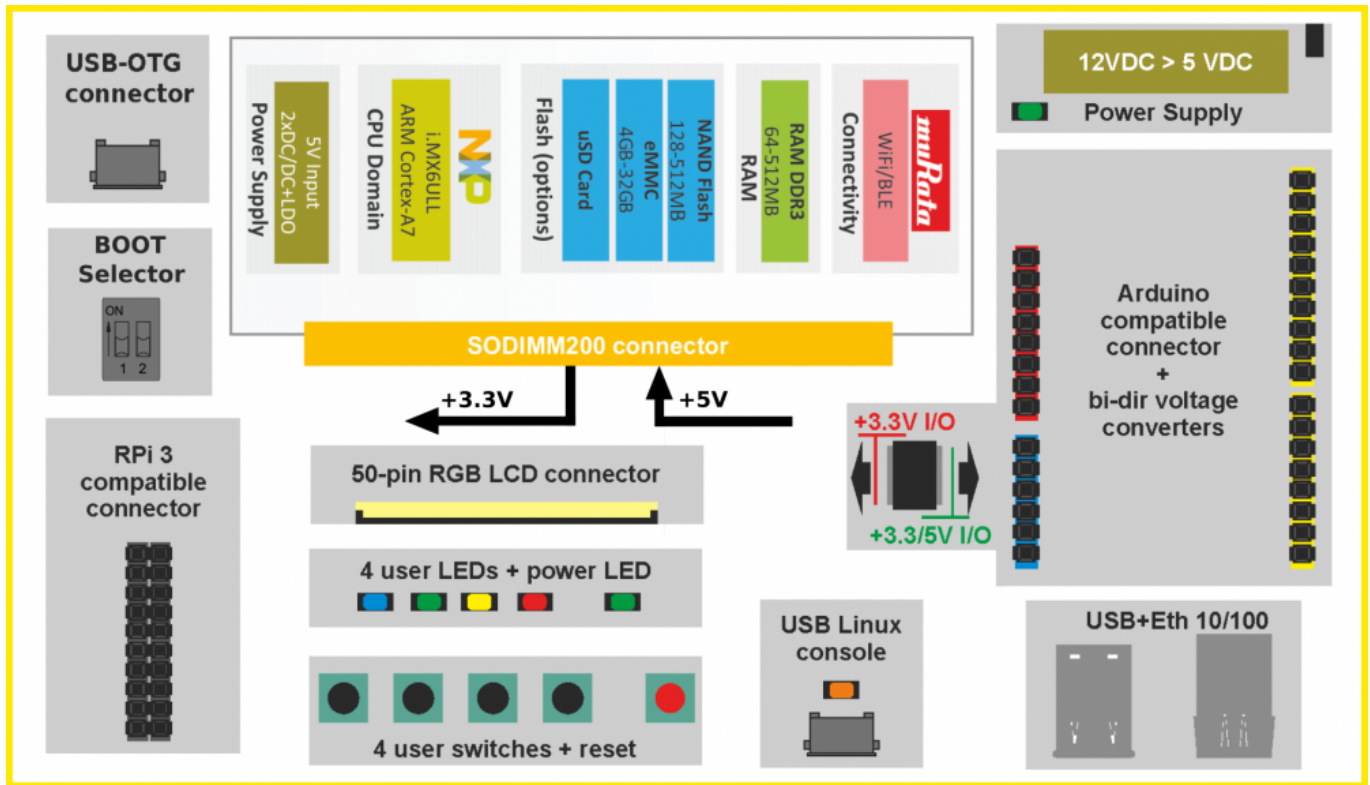 USB-OTG
connector
BOOT
Selector
ON
1 2
RPi 3
compatible
connector
5V Input
2xDC/DC+LDO
Power Supply
NXP
i.MX6ULL
ARM Cortex-A7
CPU Domain
NAND Flash
128-512MB
eMMC
4GB-32GB
uSD Card
Flash (options)
RAM DDR3
64-512MB
RAM
muRata
WiFi/BLE
Connectivity
SODIMM200 connector
+3.3V
+5V
50-pin RGB LCD connector
4 user LEDs + power LED
4 user switches + reset
12VDC > 5 VDC
Power Supply
Arduino
compatible
connector
+
bi-dir voltage
converters
+3.3V I/O
+3.3/5V I/O
USB Linux
console
USB+Eth 10/100